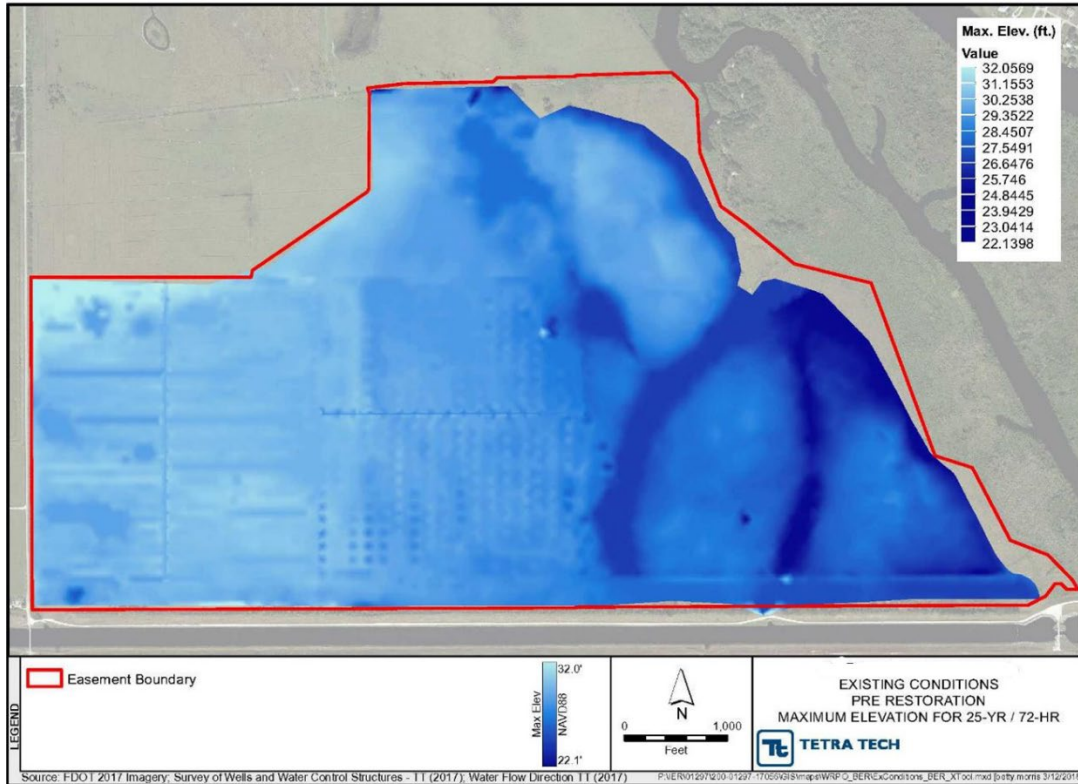 Max. Elev. (ft.)
Value
32.0569
31.1553
30.2538
29.3522
28.4507
27.5491
26.6476
25.746
24.8445
23.9429
23.0414
22.1398
LEGEND
Easement Boundary
Max Elev
NAVD88
32.0'
22.1'
N
0
1,000
Feet
EXISTING CONDITIONS
PRE RESTORATION
MAXIMUM ELEVATION FOR 25-YR / 72-HR
Tt
TETRA TECH
Source: FDOT 2017 Imagery; Survey of Wells and Water Control Structures - TT (2017); Water Flow Direction TT (2017)